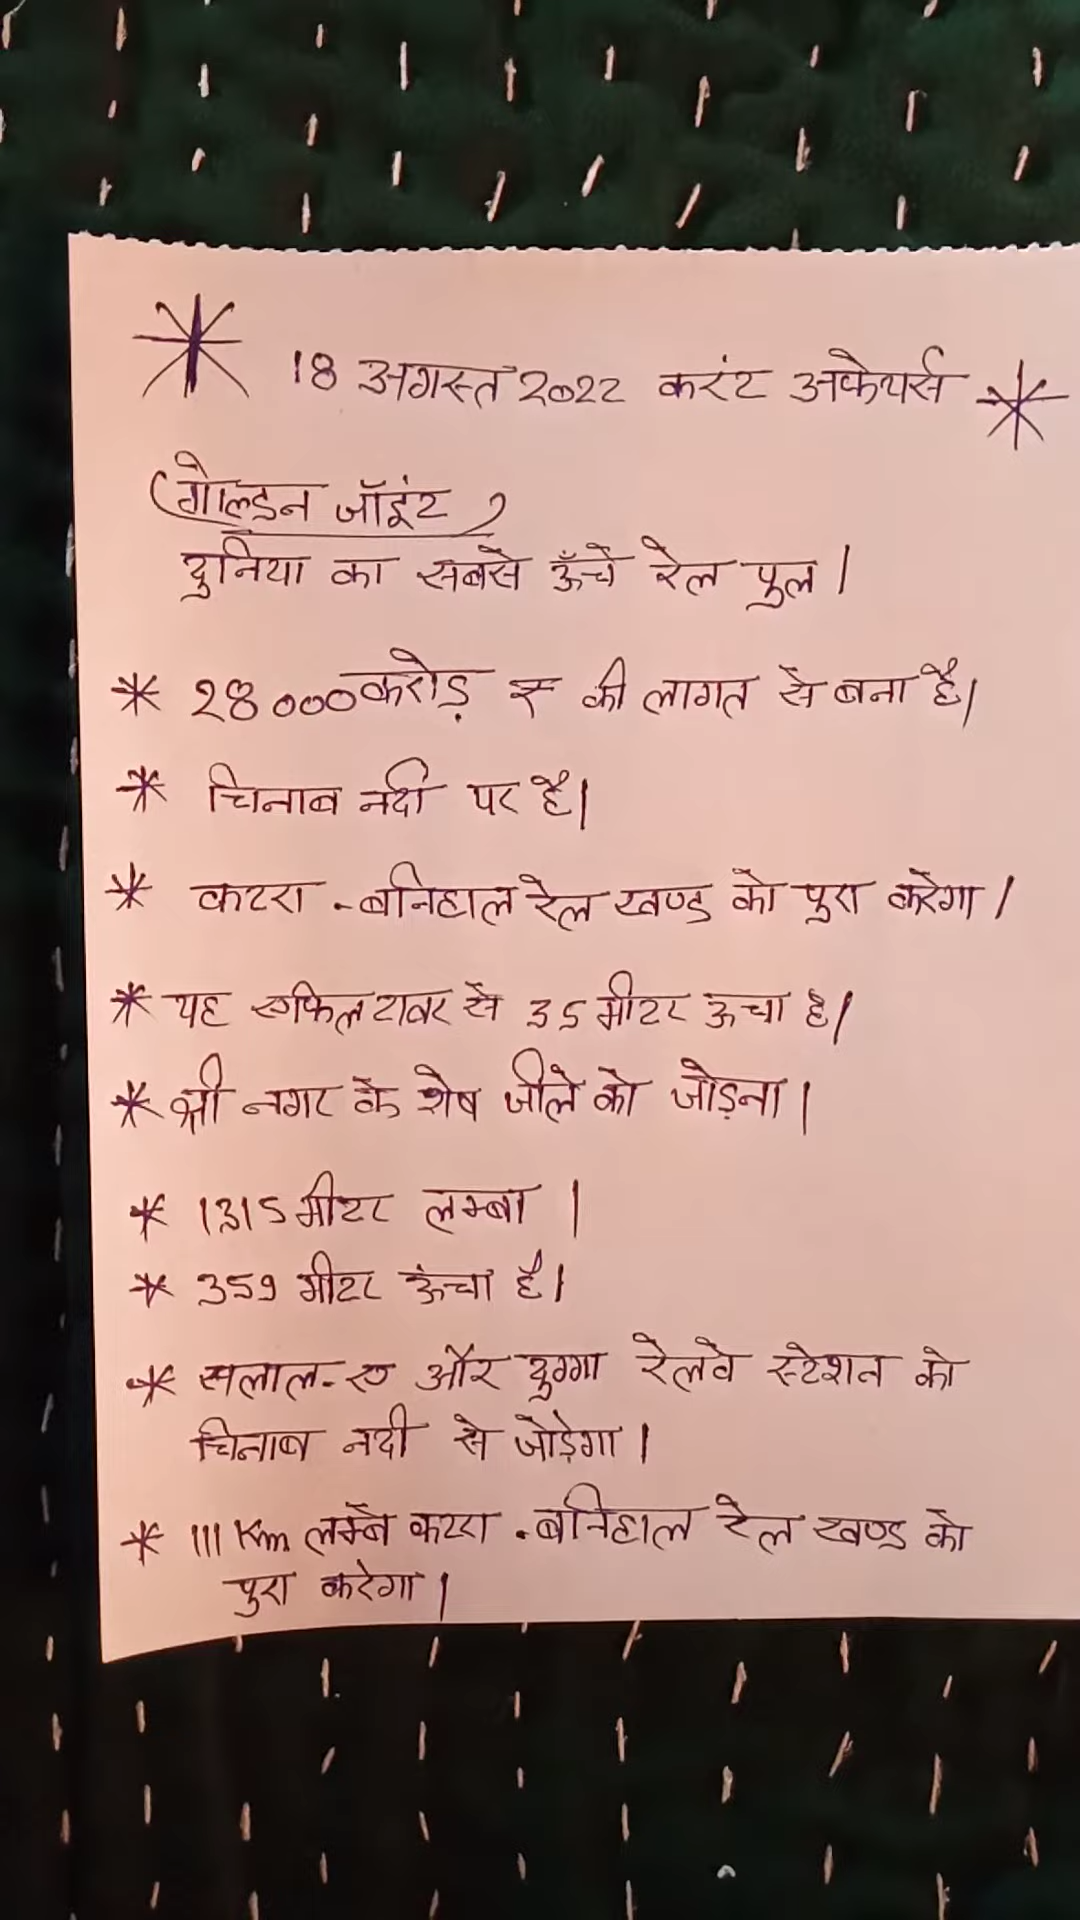 18 अगस्त 2022 करंट अफेयर्स
(गोल्डन जॉइंट)
दुनिया का सबसे ऊँचे रेल पुल।
* 28000 करोड़ ₹ की लागत से बना है।
* चिनाब नदी पर है।
* कटरा - बनिहाल रेल खण्ड को पुरा करेगा।
* यह एफिल टावर से 35 मीटर ऊचा है।
* श्री नगर के शेष जीले को जोड़ना।
* 1315 मीटर लम्बा।
* 359 मीटर ऊंचा है।
* सलाल-ए और दुग्गा रेलवे स्टेशन को
चिनाब नदी से जोड़ेगा।
* 111 Km लम्बे कटरा - बनिहाल रेल खण्ड को
पुरा करेगा।